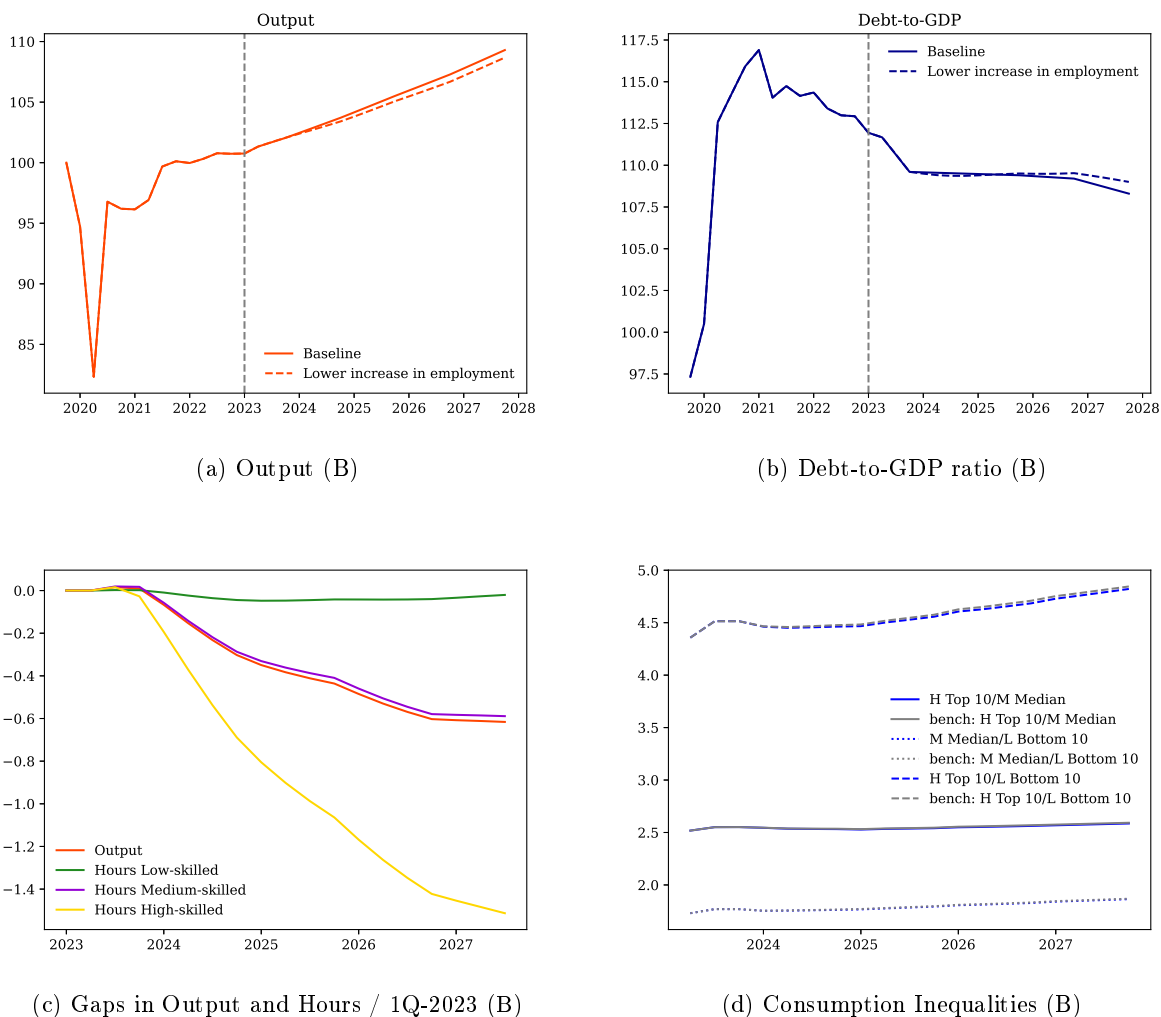 Output
110
105
100
95
90
85
Baseline
Lower increase in employment
2020 2021 2022 2023 2024 2025 2026 2027 2028
(a) Output (B)
Debt-to-GDP
117.5
115.0
112.5
110.0
107.5
105.0
102.5
100.0
97.5
Baseline
Lower increase in employment
2020 2021 2022 2023 2024 2025 2026 2027 2028
(b) Debt-to-GDP ratio (B)
0.0
−0.2
−0.4
−0.6
−0.8
−1.0
−1.2
−1.4
Output
Hours Low-skilled
Hours Medium-skilled
Hours High-skilled
2023 2024 2025 2026 2027
(c) Gaps in Output and Hours / 1Q-2023 (B)
5.0
4.5
4.0
3.5
3.0
2.5
2.0
H Top 10/M Median
bench: H Top 10/M Median
M Median/L Bottom 10
bench: M Median/L Bottom 10
H Top 10/L Bottom 10
bench: H Top 10/L Bottom 10
2024 2025 2026 2027
(d) Consumption Inequalities (B)